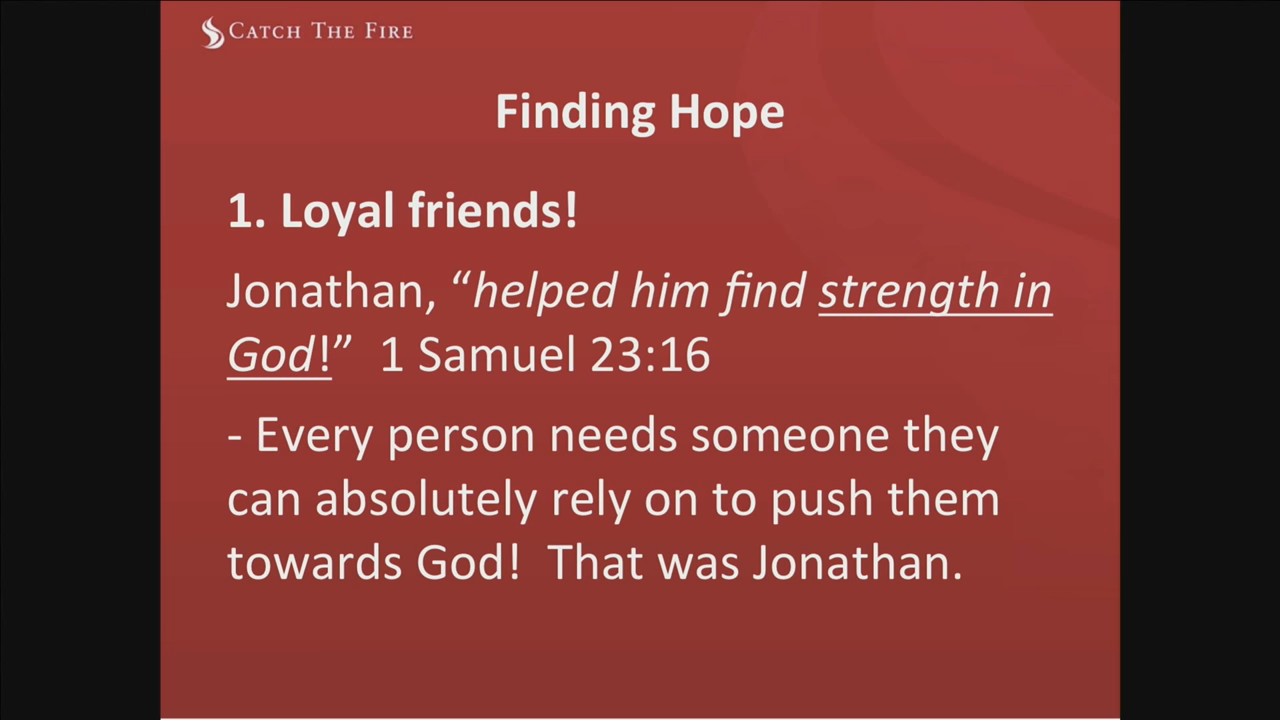 CATCH THE FIRE
Finding Hope
1. Loyal friends!
Jonathan, “helped him find strength in
God!”  1 Samuel 23:16
- Every person needs someone they
can absolutely rely on to push them
towards God!  That was Jonathan.